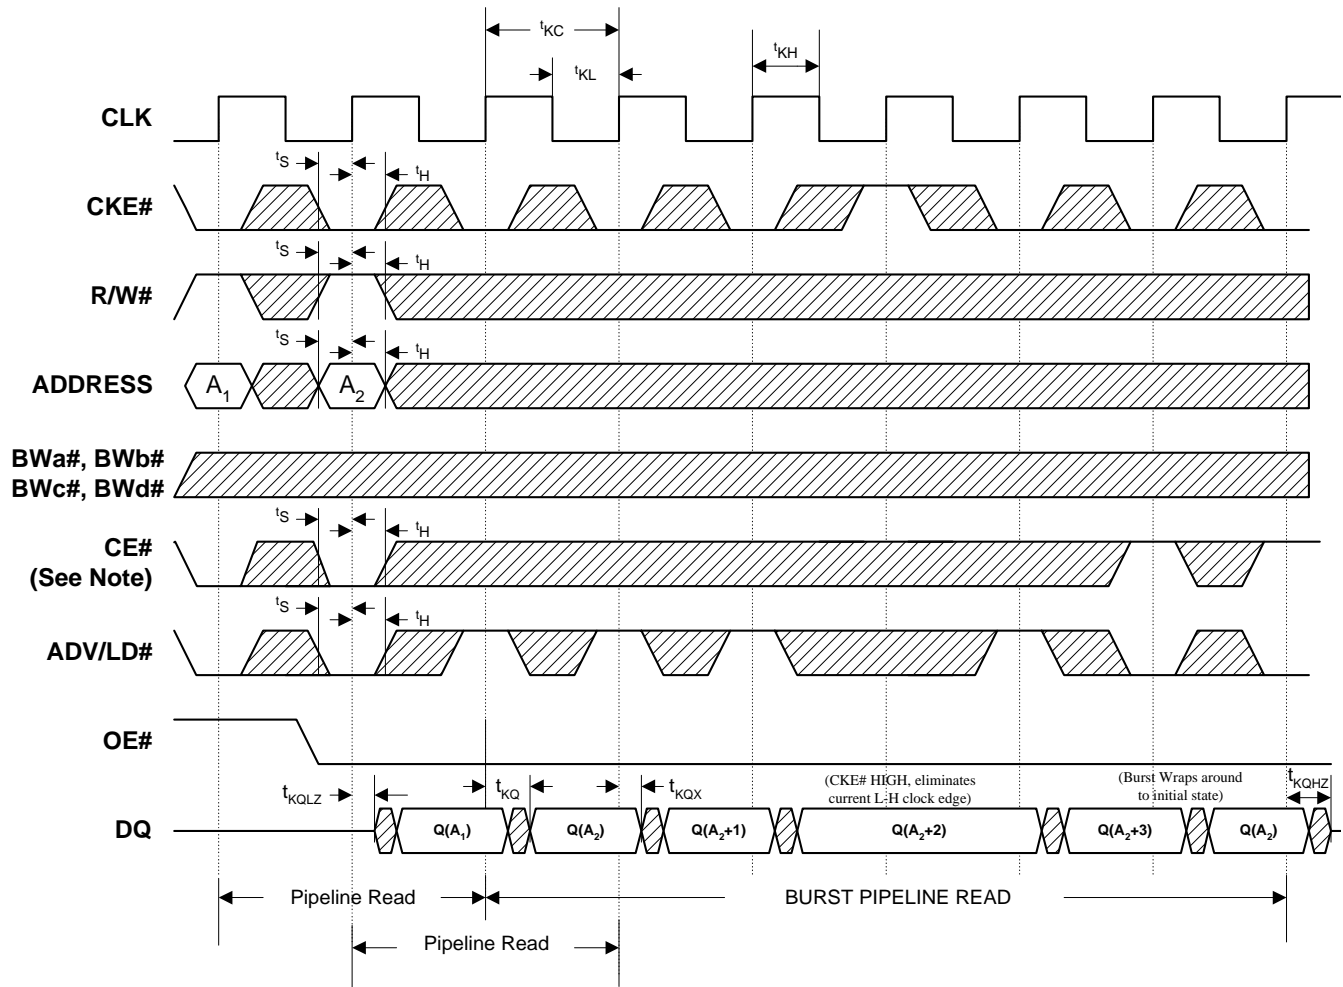 tKC
tKL
tKH
CLK
tS
tH
CKE#
tS
tH
R/W#
tS
tH
ADDRESS
A1
A2
BWa#, BWb#
BWc#, BWd#
tS
tH
CE#
(See Note)
tS
tH
ADV/LD#
OE#
tKQLZ
tKQ
tKQX
(CKE# HIGH, eliminates
current L-H clock edge)
(Burst Wraps around
to initial state)
tKQHZ
DQ
Q(A1)
Q(A2)
Q(A2+1)
Q(A2+2)
Q(A2+3)
Q(A2)
Pipeline Read
BURST PIPELINE READ
Pipeline Read